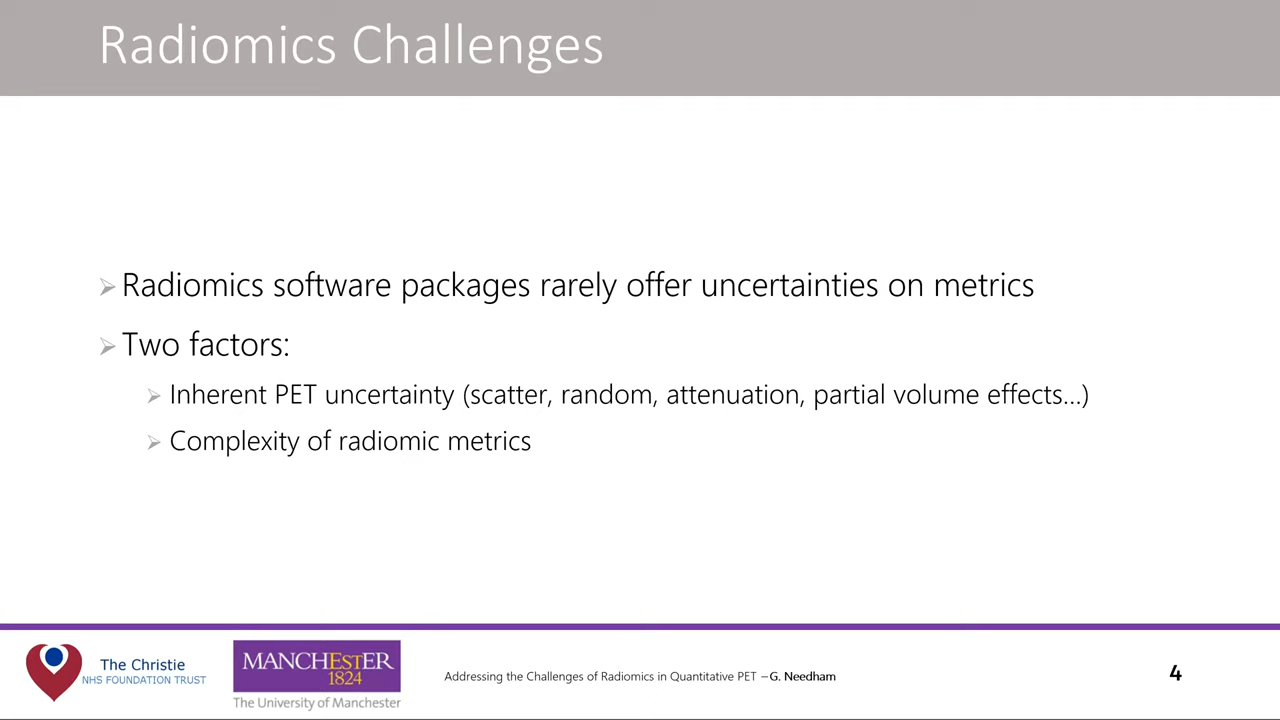 Radiomics Challenges
Radiomics software packages rarely offer uncertainties on metrics
Two factors:
Inherent PET uncertainty (scatter, random, attenuation, partial volume effects...)
Complexity of radiomic metrics
The Christie
NHS FOUNDATION TRUST
MANCHESTER
1824
The University of Manchester
Addressing the Challenges of Radiomics in Quantitative PET – G. Needham
4